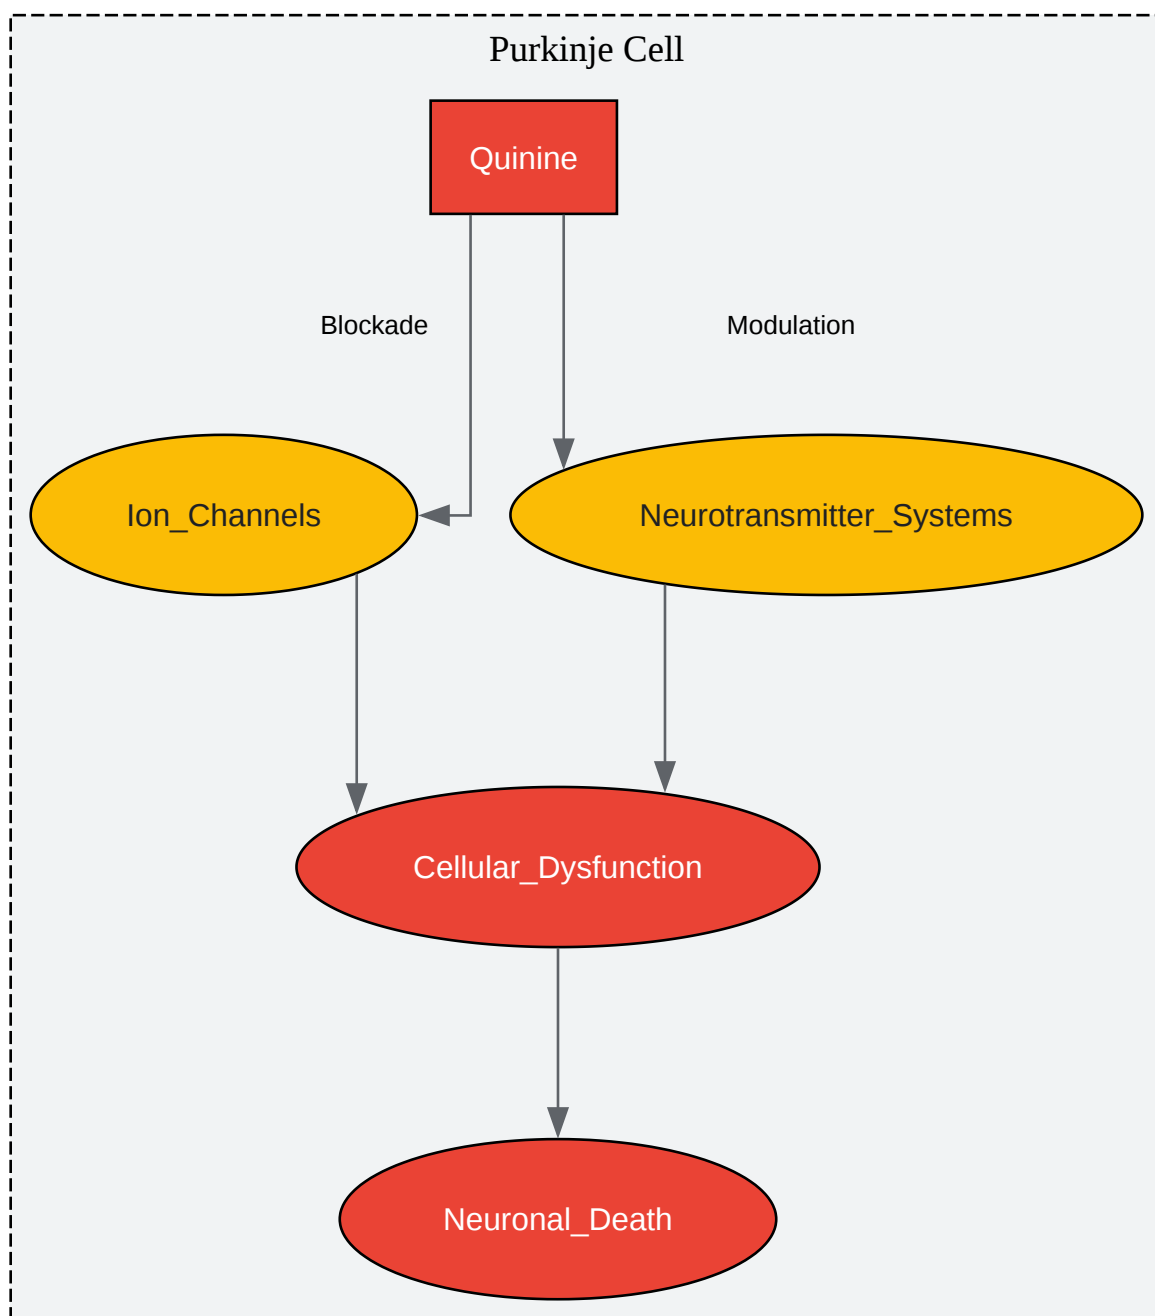 Purkinje Cell
Quinine
Blockade
Modulation
Ion_Channels
Neurotransmitter_Systems
Cellular_Dysfunction
Neuronal_Death